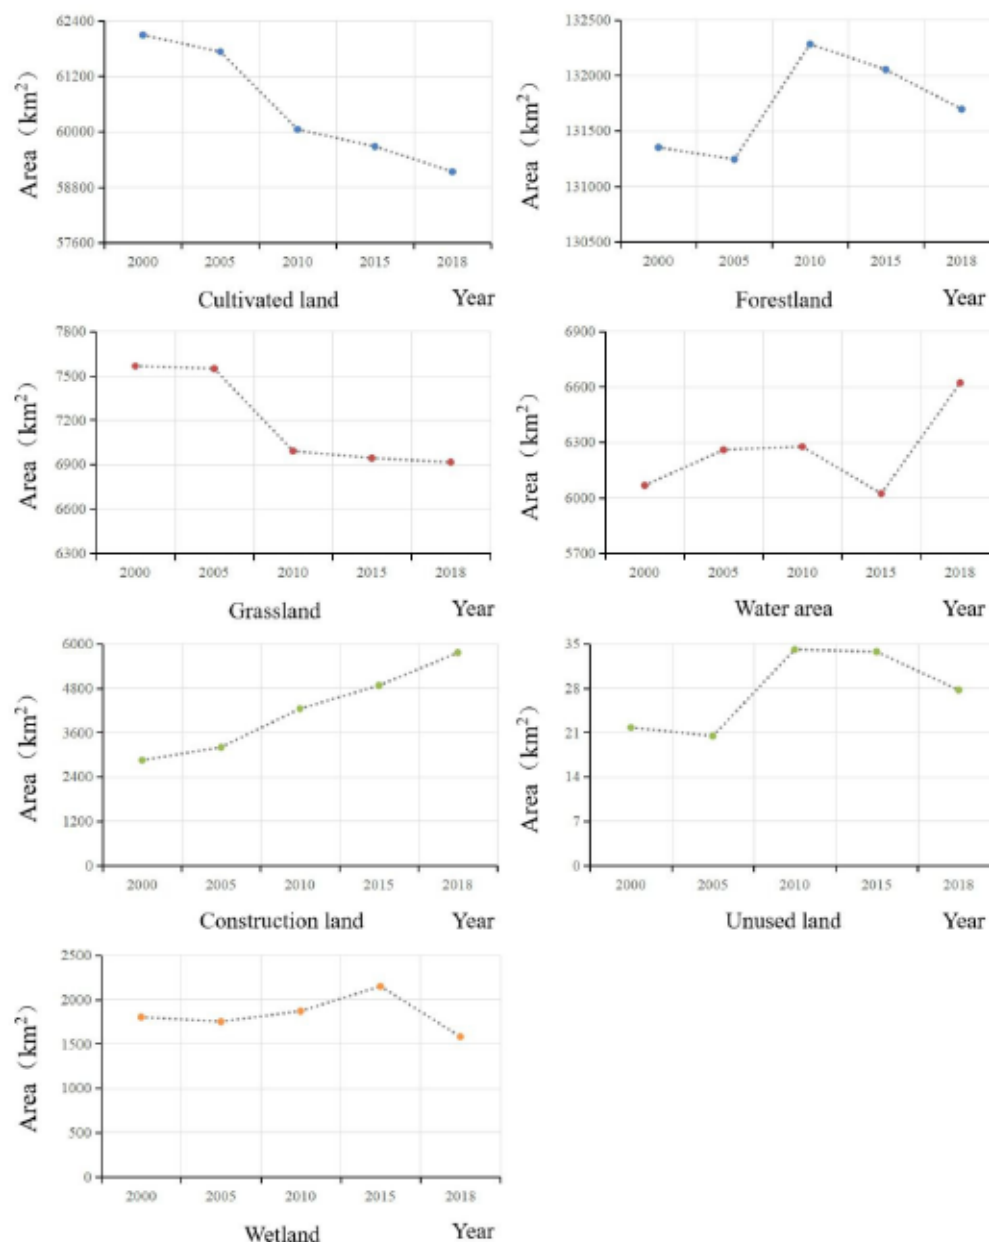 62400
61200
60000
58800
57600
Area（km²）
2000 2005 2010 2015 2018
Cultivated land Year
132500
132000
131500
131000
130500
Area（km²）
2000 2005 2010 2015 2018
Forestland Year
7800
7500
7200
6900
6600
6300
Area（km²）
2000 2005 2010 2015 2018
Grassland Year
6900
6600
6300
6000
5700
Area（km²）
2000 2005 2010 2015 2018
Water area Year
6000
4800
3600
2400
1200
0
Area（km²）
2000 2005 2010 2015 2018
Construction land Year
35
28
21
14
7
0
Area（km²）
2000 2005 2010 2015 2018
Unused land Year
2500
2000
1500
1000
500
0
Area（km²）
2000 2005 2010 2015 2018
Wetland Year